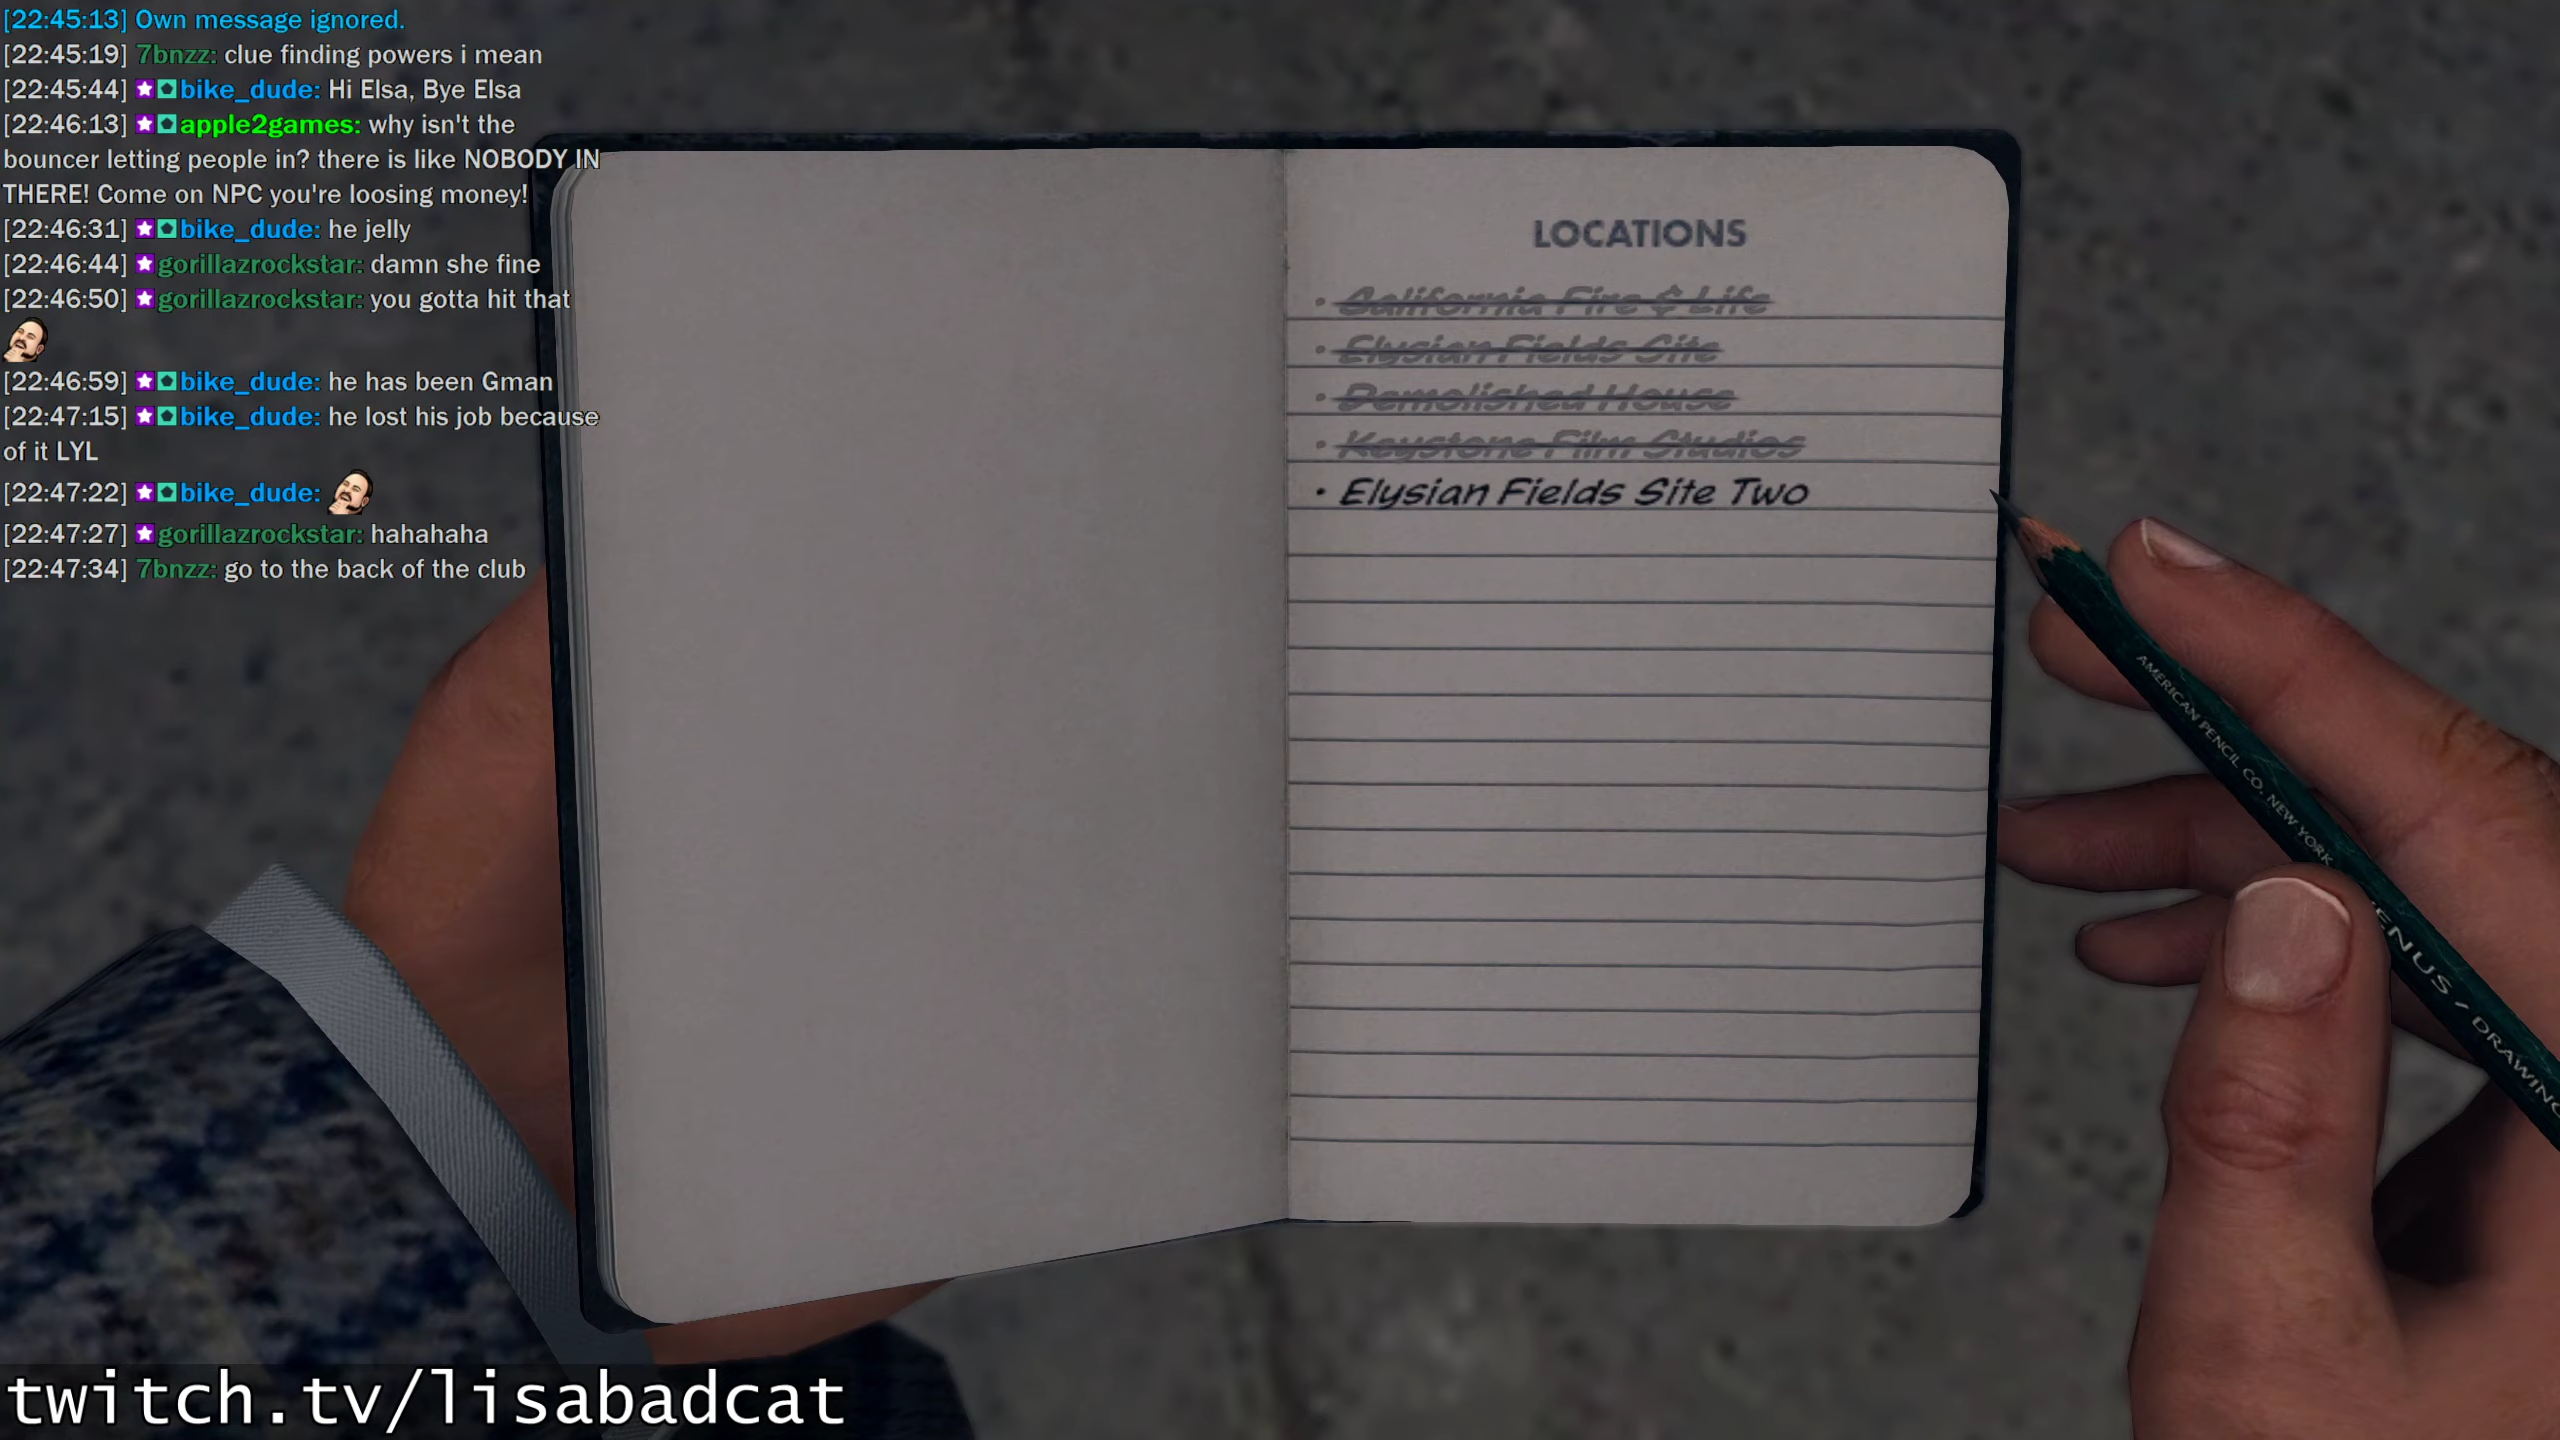 [22:45:13] Own message ignored.
[22:45:19] 7bnzz: clue finding powers i mean
[22:45:44] bike_dude: Hi Elsa, Bye Elsa
[22:46:13] apple2games: why isn't the
bouncer letting people in? there is like NOBODY IN
THERE! Come on NPC you're loosing money!
[22:46:31] bike_dude: he jelly
[22:46:44] gorillazrockstar: damn she fine
[22:46:50] gorillazrockstar: you gotta hit that
[22:46:59] bike_dude: he has been Gman
[22:47:15] bike_dude: he lost his job because
of it LYL
[22:47:22] bike_dude:
[22:47:27] gorillazrockstar: hahahaha
[22:47:34] 7bnzz: go to the back of the club
LOCATIONS
• California Fire & Life
• Elysian Fields Site
• Demolished House
• Keystone Film Studios
• Elysian Fields Site Two
AMERICAN PENCIL CO. NEW YORK
VENUS / DRAWING
twitch.tv/lisabadcat